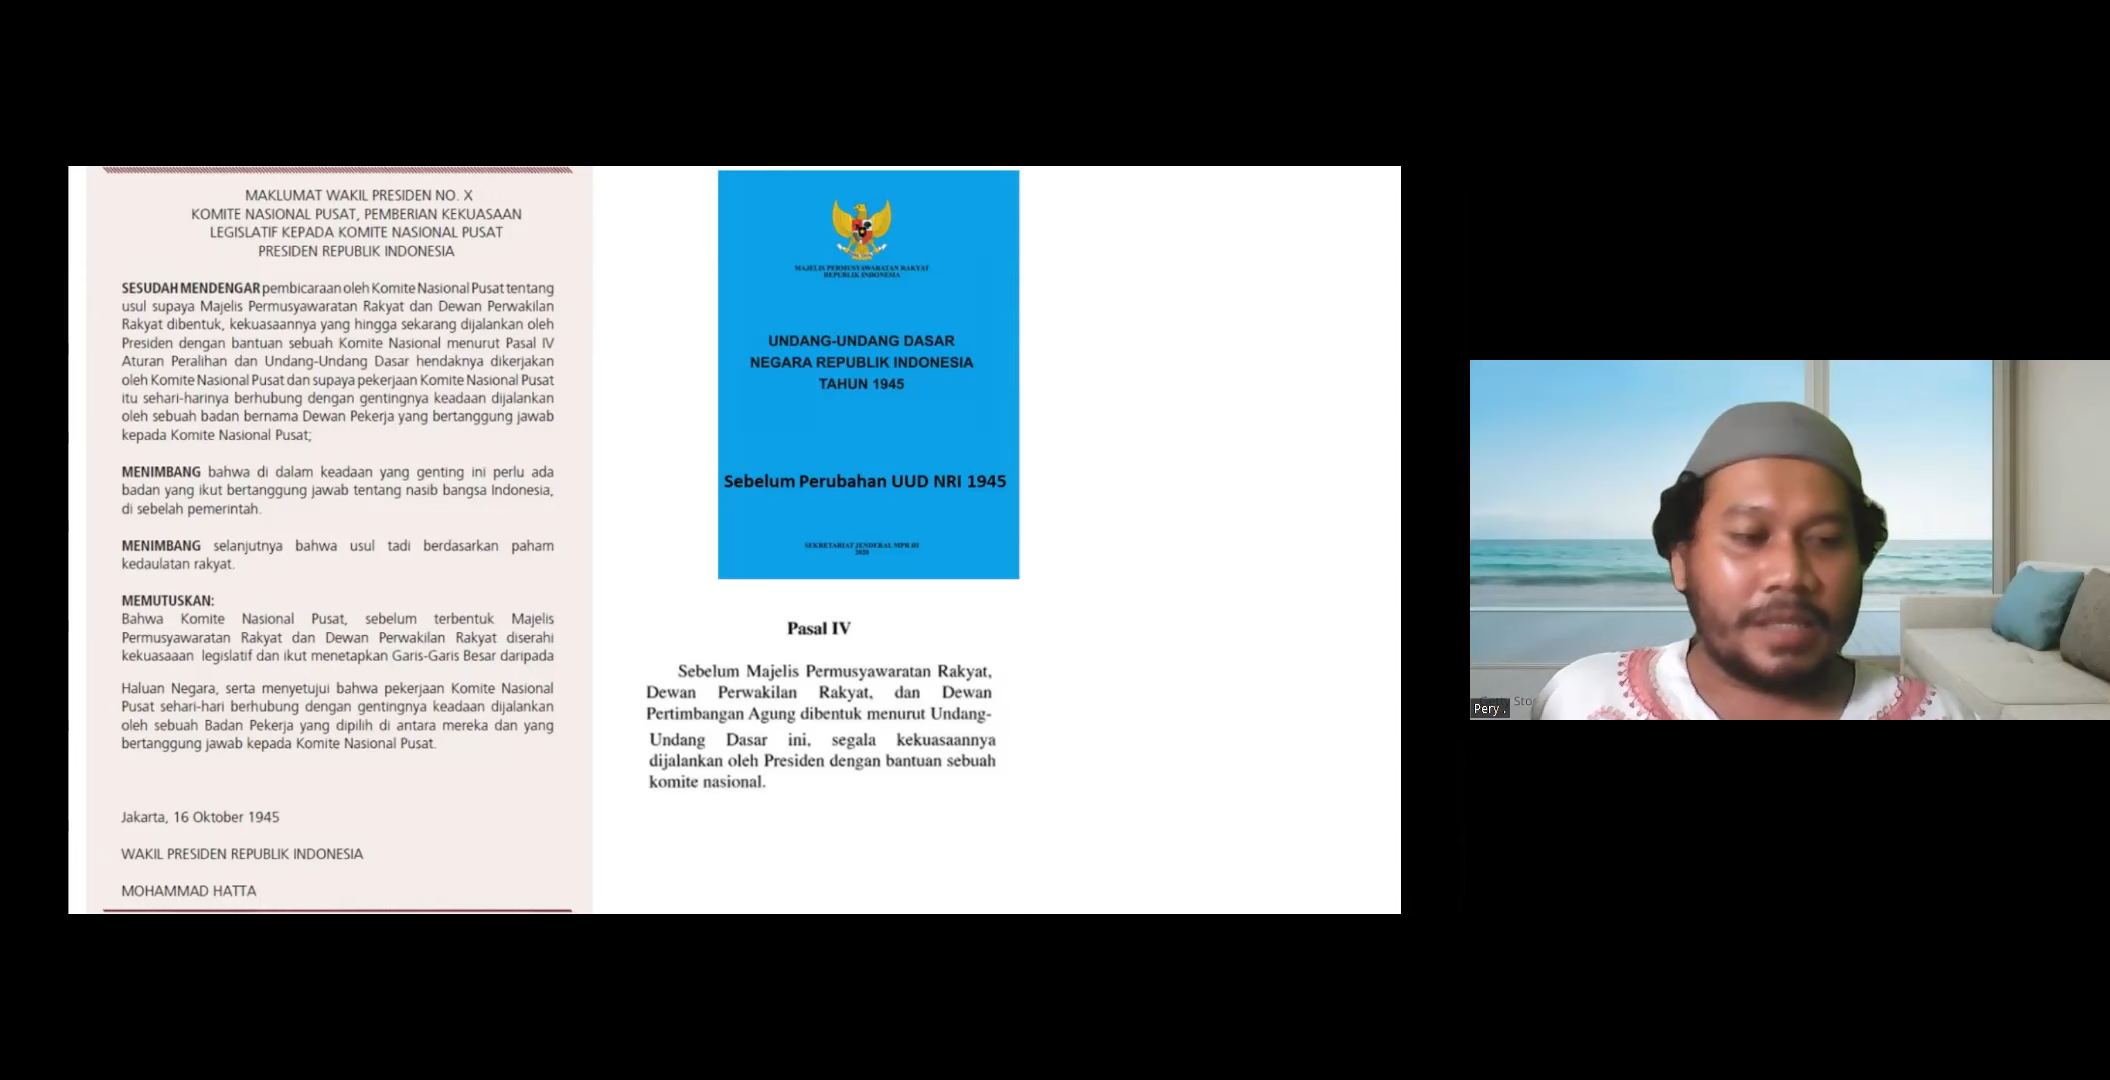 MAKLUMAT WAKIL PRESIDEN NO. X
KOMITE NASIONAL PUSAT, PEMBERIAN KEKUASAAN
LEGISLATIF KEPADA KOMITE NASIONAL PUSAT
PRESIDEN REPUBLIK INDONESIA
SESUDAH MENDENGAR pembicaraan oleh Komite Nasional Pusat tentang
usul supaya Majelis Permusyawaratan Rakyat dan Dewan Perwakilan
Rakyat dibentuk, kekuasaannya yang hingga sekarang dijalankan oleh
Presiden dengan bantuan sebuah Komite Nasional menurut Pasal IV
Aturan Peralihan dan Undang-Undang Dasar hendaknya dikerjakan
oleh Komite Nasional Pusat dan supaya pekerjaan Komite Nasional Pusat
itu sehari-harinya berhubung dengan gentingnya keadaan dijalankan
oleh sebuah badan bernama Dewan Pekerja yang bertanggung jawab
kepada Komite Nasional Pusat;
MENIMBANG bahwa di dalam keadaan yang genting ini perlu ada
badan yang ikut bertanggung jawab tentang nasib bangsa Indonesia,
di sebelah pemerintah.
MENIMBANG selanjutnya bahwa usul tadi berdasarkan paham
kedaulatan rakyat.
MEMUTUSKAN:
Bahwa Komite Nasional Pusat, sebelum terbentuk Majelis
Permusyawaratan Rakyat dan Dewan Perwakilan Rakyat diserahi
kekuasaaan legislatif dan ikut menetapkan Garis-Garis Besar daripada
Haluan Negara, serta menyetujui bahwa pekerjaan Komite Nasional
Pusat sehari-hari berhubung dengan gentingnya keadaan dijalankan
oleh sebuah Badan Pekerja yang dipilih di antara mereka dan yang
bertanggung jawab kepada Komite Nasional Pusat.
Jakarta, 16 Oktober 1945
WAKIL PRESIDEN REPUBLIK INDONESIA
MOHAMMAD HATTA
MAJELIS PERMUSYAWARATAN RAKYAT
REPUBLIK INDONESIA
UNDANG-UNDANG DASAR
NEGARA REPUBLIK INDONESIA
TAHUN 1945
Sebelum Perubahan UUD NRI 1945
SEKRETARIAT JENDERAL MPR RI
2020
Pasal IV
Sebelum Majelis Permusyawaratan Rakyat,
Dewan Perwakilan Rakyat, dan Dewan
Pertimbangan Agung dibentuk menurut Undang-
Undang Dasar ini, segala kekuasaannya
dijalankan oleh Presiden dengan bantuan sebuah
komite nasional.
Pery .